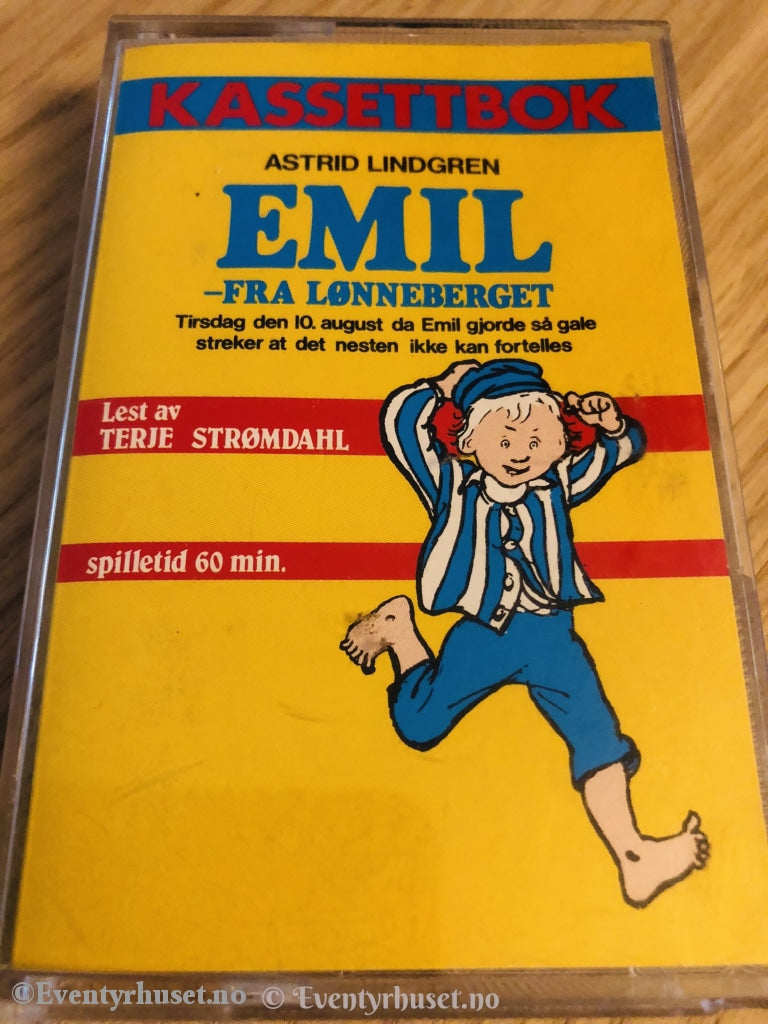 KASSETTBOK
ASTRID LINDGREN
EMIL
-FRA LØNNEBERGET
Tirsdag den 10. august da Emil gjorde så gale
streker at det nesten ikke kan fortelles
Lest av
TERJE STRØMDAHL
spilletid 60 min.
©Eventyrhuset.no © Eventyrhuset.no